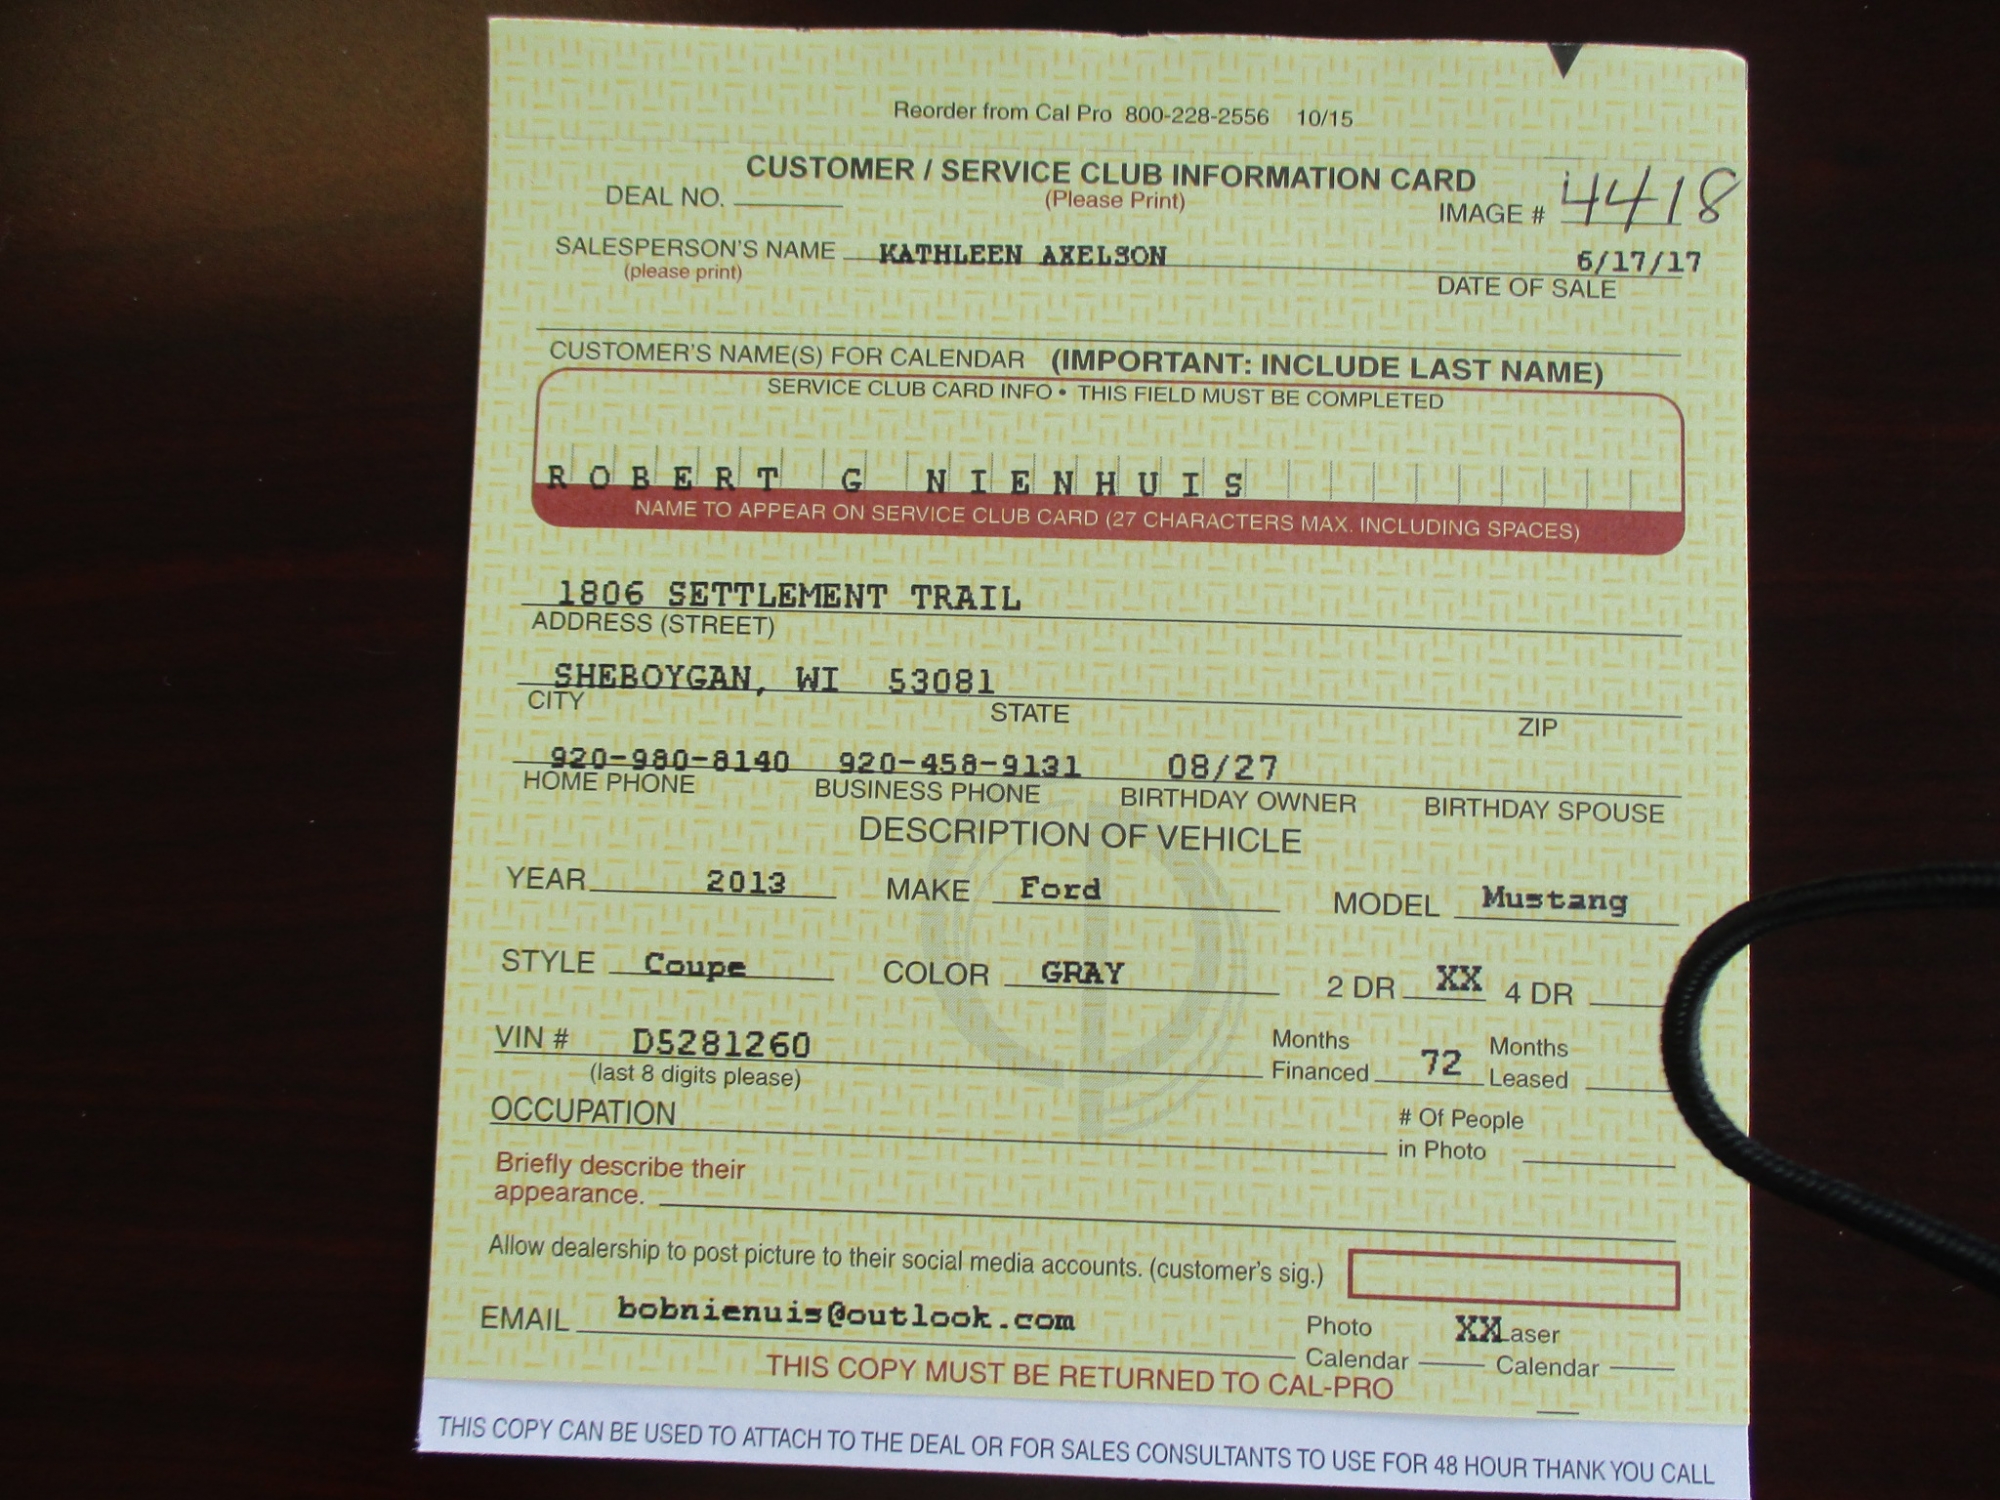 Reorder from Cal Pro 800-228-2556 10/15
CUSTOMER / SERVICE CLUB INFORMATION CARD
DEAL NO. (Please Print) IMAGE # 4418
SALESPERSON'S NAME KATHLEEN AXELSON 6/17/17
(please print) DATE OF SALE
CUSTOMER'S NAME(S) FOR CALENDAR (IMPORTANT: INCLUDE LAST NAME)
SERVICE CLUB CARD INFO • THIS FIELD MUST BE COMPLETED
ROBERT G NIENHUIS
NAME TO APPEAR ON SERVICE CLUB CARD (27 CHARACTERS MAX. INCLUDING SPACES)
1806 SETTLEMENT TRAIL
ADDRESS (STREET)
SHEBOYGAN, WI 53081
CITY STATE ZIP
920-980-8140 920-458-9131 08/27
HOME PHONE BUSINESS PHONE BIRTHDAY OWNER BIRTHDAY SPOUSE
DESCRIPTION OF VEHICLE
YEAR 2013 MAKE Ford MODEL Mustang
STYLE Coupe COLOR GRAY 2 DR XX 4 DR
VIN # D5281260 Months Financed 72 Months Leased
(last 8 digits please)
OCCUPATION # Of People in Photo
Briefly describe their
appearance.
Allow dealership to post picture to their social media accounts. (customer's sig.)
EMAIL bobnienuis@outlook.com Photo Calendar XX Laser Calendar
THIS COPY MUST BE RETURNED TO CAL-PRO
THIS COPY CAN BE USED TO ATTACH TO THE DEAL OR FOR SALES CONSULTANTS TO USE FOR 48 HOUR THANK YOU CALL